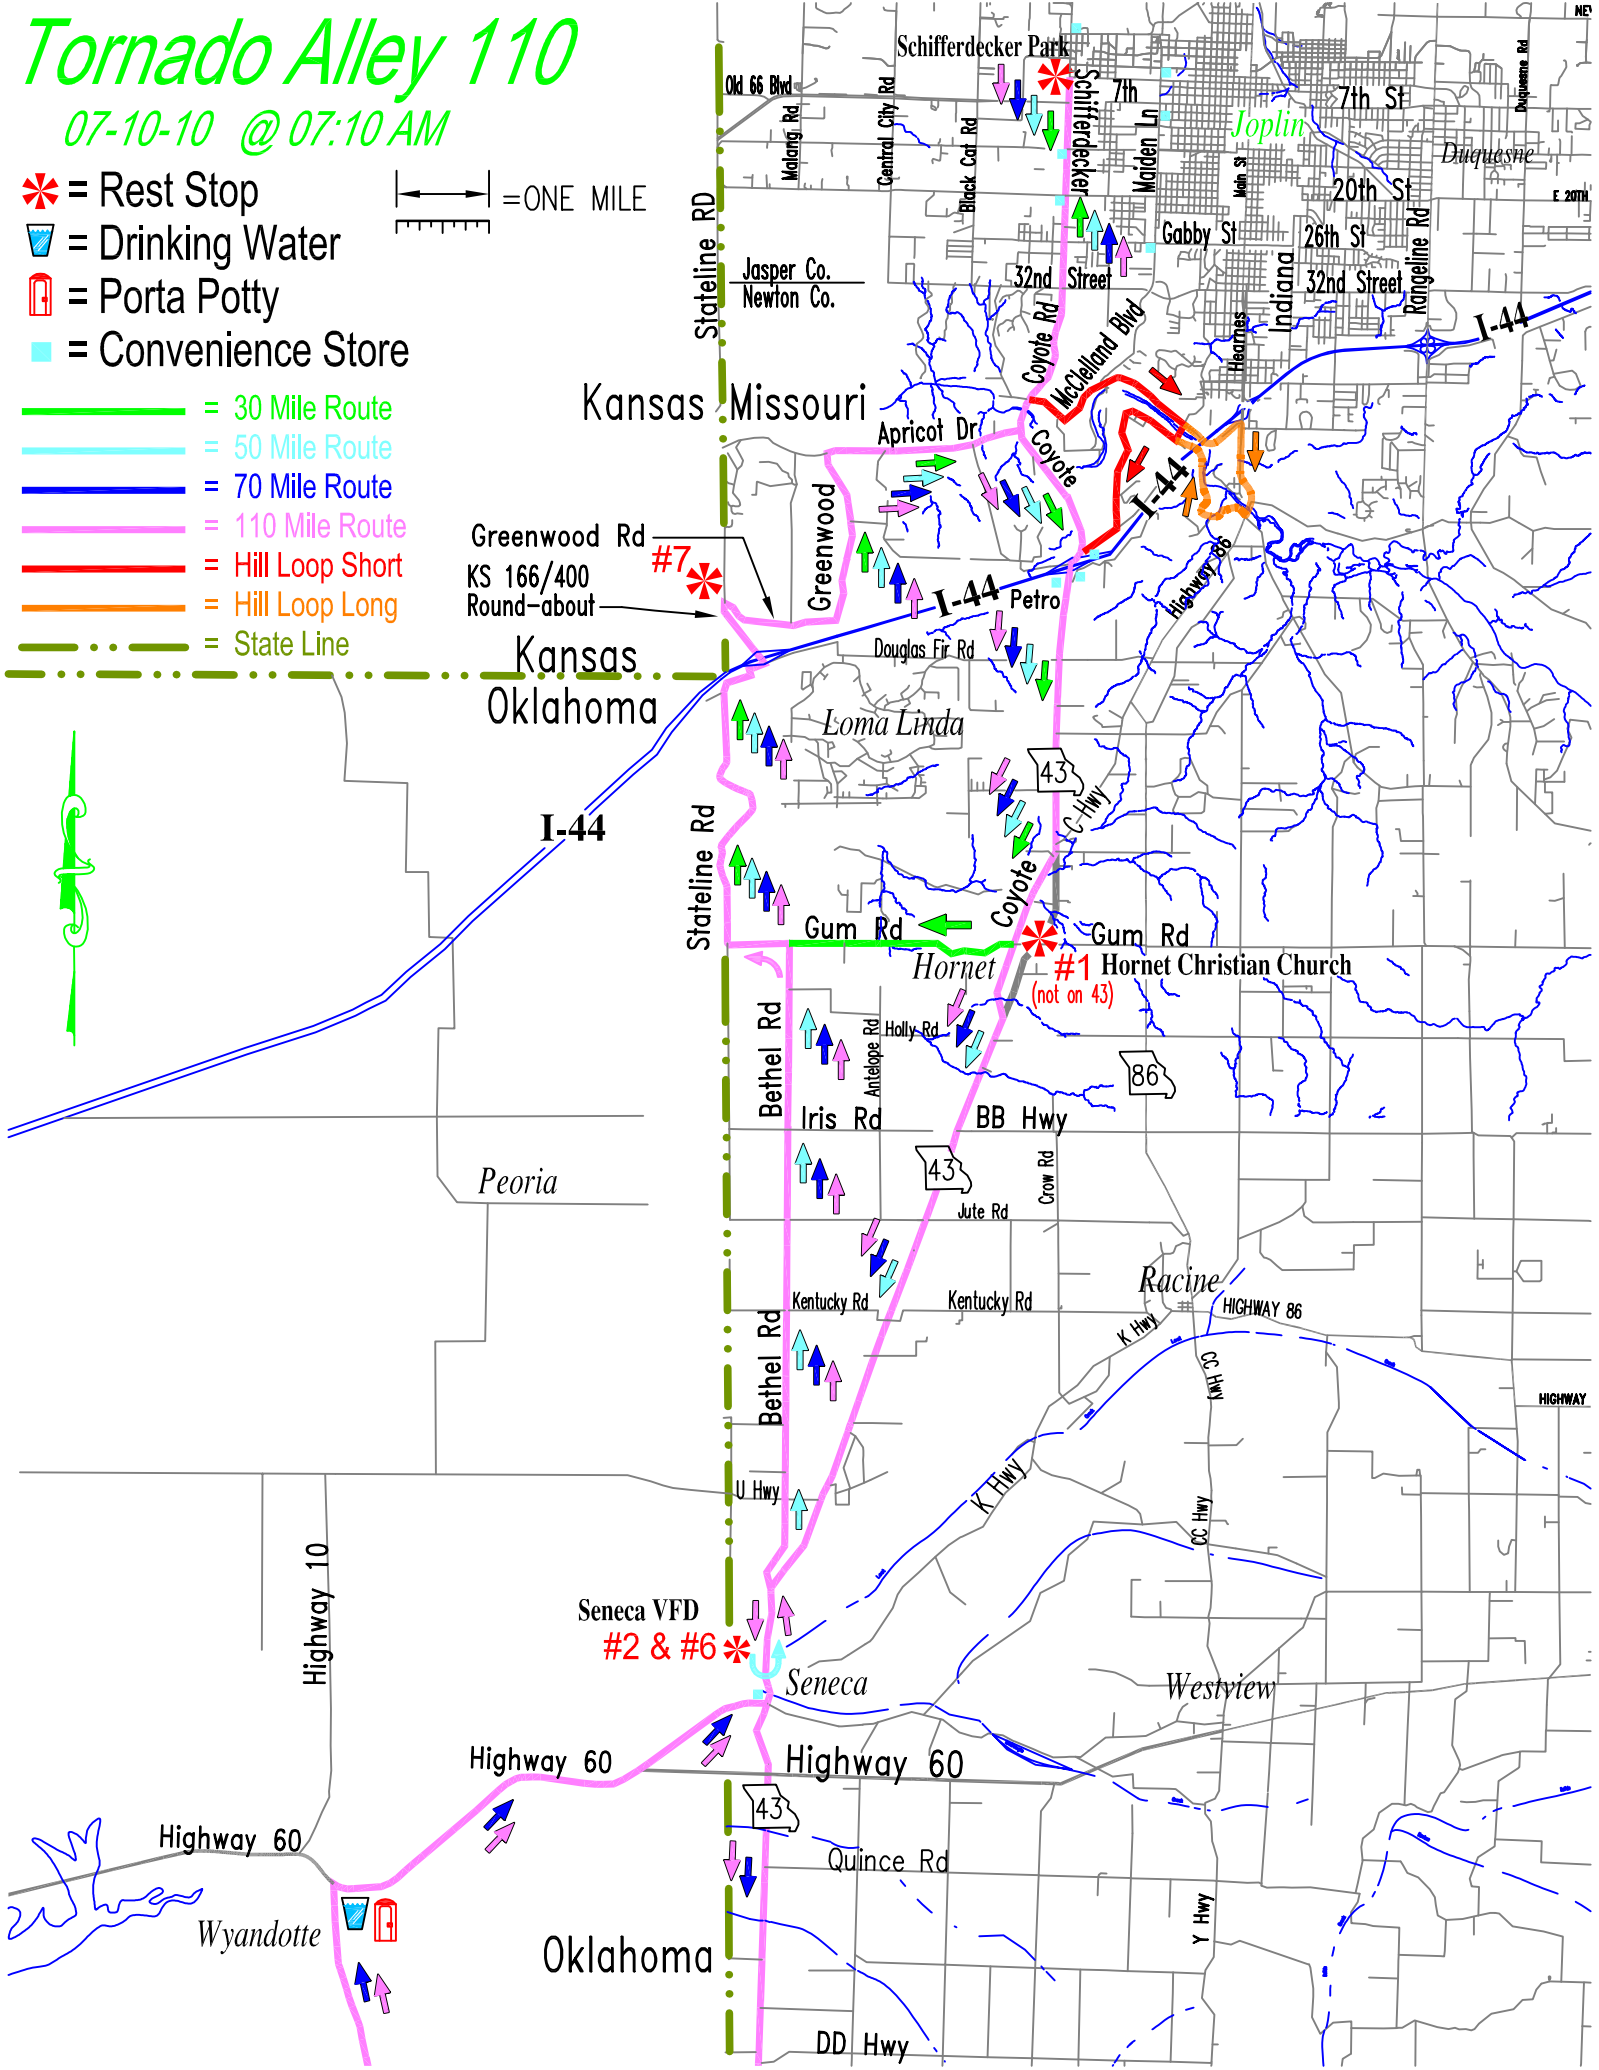 Tornado Alley 110
07-10-10 @ 07:10 AM
= Rest Stop
= Drinking Water
= Porta Potty
= Convenience Store
=ONE MILE
= 30 Mile Route
= 50 Mile Route
= 70 Mile Route
= 110 Mile Route
= Hill Loop Short
= Hill Loop Long
= State Line
Schifferdecker Park
Old 66 Blvd
Malang Rd
Central City Rd
Black Cat Rd
Schifferdecker
7th
Maiden Ln
7th St
Duquesne Rd
Joplin
Duquesne
Main St
20th St
E 20TH
Stateline RD
Gabby St
26th St
Rangeline Rd
Jasper Co.
Newton Co.
32nd Street
Indiana
32nd Street
I-44
Hearnes
Coyote Rd
McClelland Blvd
Kansas
Missouri
Apricot Dr
Coyote
I-44
Greenwood
Greenwood Rd
#7
KS 166/400
Round-about
Highway 86
I-44
Petro
Kansas
Oklahoma
Douglas Fir Rd
Loma Linda
43
C Hwy
I-44
Stateline Rd
Coyote
Gum Rd
Gum Rd
Hornet
#1 Hornet Christian Church
(not on 43)
Bethel Rd
Antelope Rd
Holly Rd
86
Iris Rd
BB Hwy
43
Crow Rd
Peoria
Jute Rd
Racine
Kentucky Rd
Kentucky Rd
HIGHWAY 86
K Hwy
Bethel Rd
CC Hwy
HIGHWAY
U Hwy
K Hwy
CC Hwy
Highway 10
Seneca VFD
#2 & #6
Seneca
Westview
Highway 60
Highway 60
43
Highway 60
Quince Rd
Wyandotte
Y Hwy
Oklahoma
DD Hwy